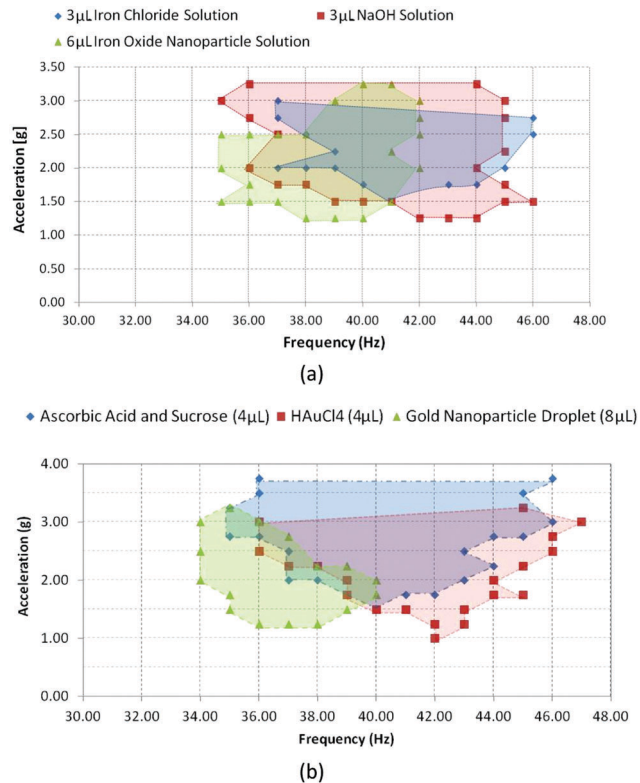 3µL Iron Chloride Solution 3µL NaOH Solution
6µL Iron Oxide Nanoparticle Solution
3.50
3.00
2.50
2.00
1.50
1.00
0.50
0.00
Acceleration [g]
30.00 32.00 34.00 36.00 38.00 40.00 42.00 44.00 46.00 48.00
Frequency (Hz)
(a)
Ascorbic Acid and Sucrose (4µL) HAuCl4 (4µL) Gold Nanoparticle Droplet (8µL)
4.00
3.00
2.00
1.00
0.00
Acceleration (g)
30.00 32.00 34.00 36.00 38.00 40.00 42.00 44.00 46.00 48.00
Frequency (Hz)
(b)